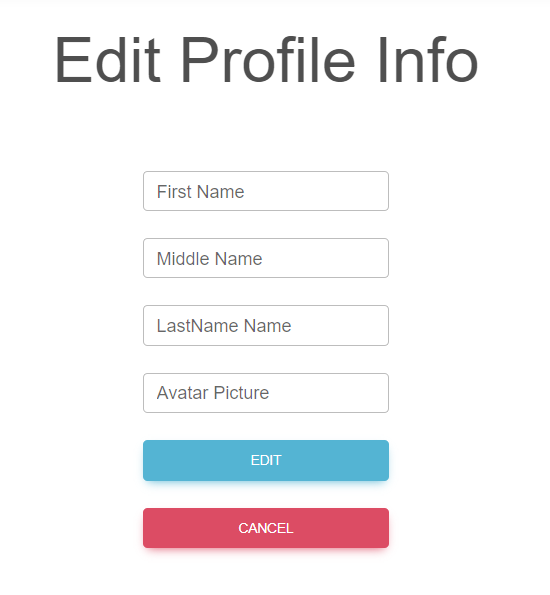 Edit Profile Info
First Name
Middle Name
LastName Name
Avatar Picture
EDIT
CANCEL